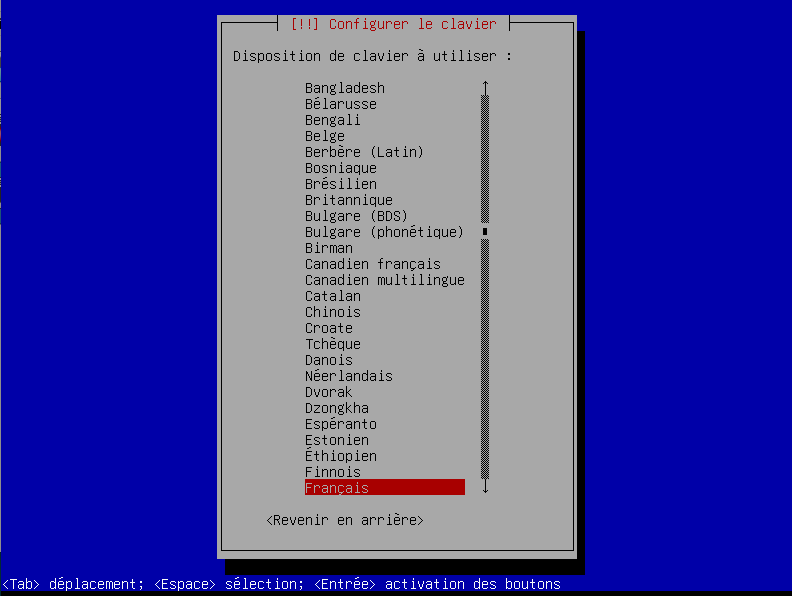 [!!] Configurer le clavier
Disposition de clavier à utiliser :
Bangladesh
Bélarusse
Bengali
Belge
Berbère (Latin)
Bosniaque
Brésilien
Britannique
Bulgare (BDS)
Bulgare (phonétique)
Birman
Canadien français
Canadien multilingue
Catalan
Chinois
Croate
Tchèque
Danois
Néerlandais
Dvorak
Dzongkha
Espéranto
Estonien
Éthiopien
Finnois
Français
<Revenir en arrière>
<Tab> déplacement; <Espace> sélection; <Entrée> activation des boutons